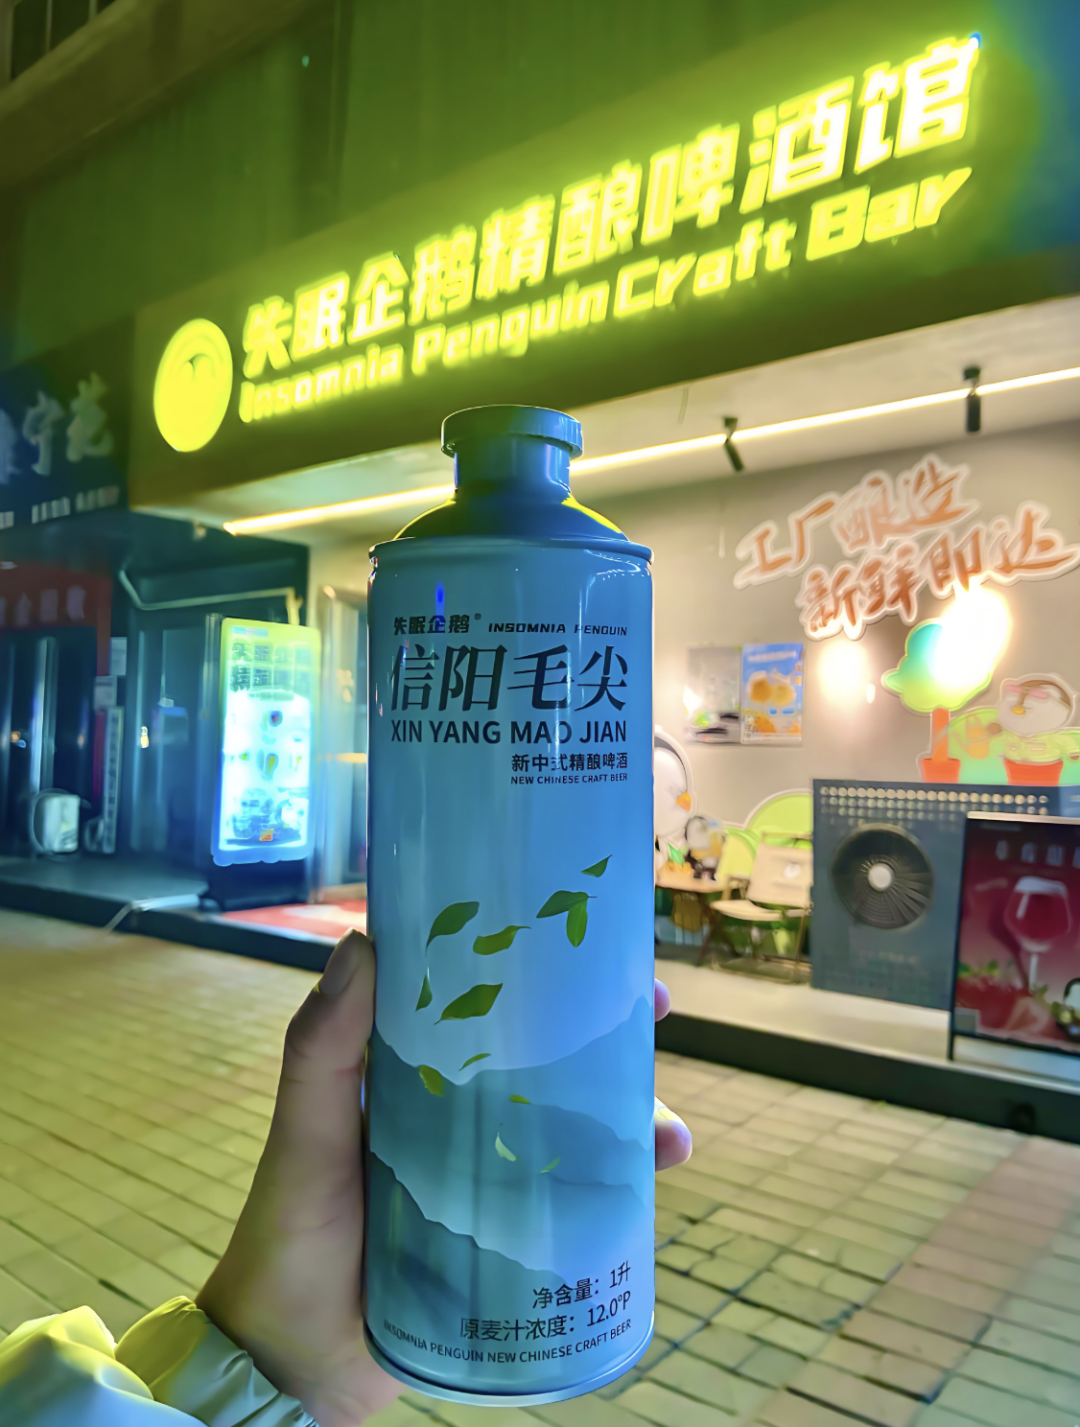 失眠企鹅精酿啤酒馆
Insomnia Penguin Craft Bar
工厂酿造
新鲜即达
失眠企鹅® INSOMNIA PENGUIN
信阳毛尖
XIN YANG MAO JIAN
新中式精酿啤酒
NEW CHINESE CRAFT BEER
净含量：1升
原麦汁浓度：12.0°P
INSOMNIA PENGUIN NEW CHINESE CRAFT BEER